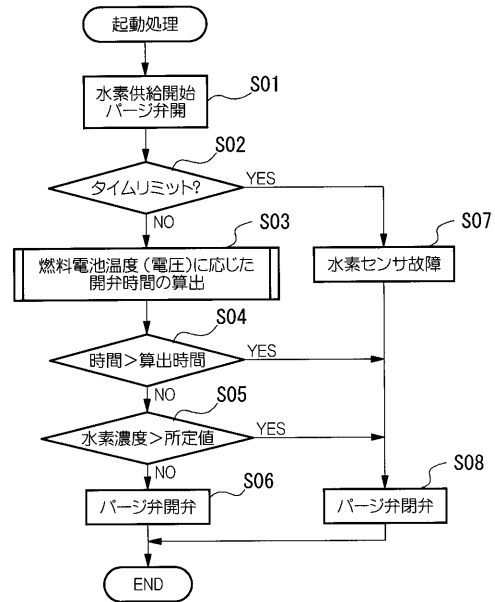 起動処理
水素供給開始
パージ弁開
S01
S02
タイムリミット?
YES
NO
S03
燃料電池温度(電圧)に応じた
開弁時間の算出
S07
水素センサ故障
S04
時間>算出時間
YES
NO
S05
水素濃度>所定値
YES
NO
S06
パージ弁開弁
S08
パージ弁閉弁
END